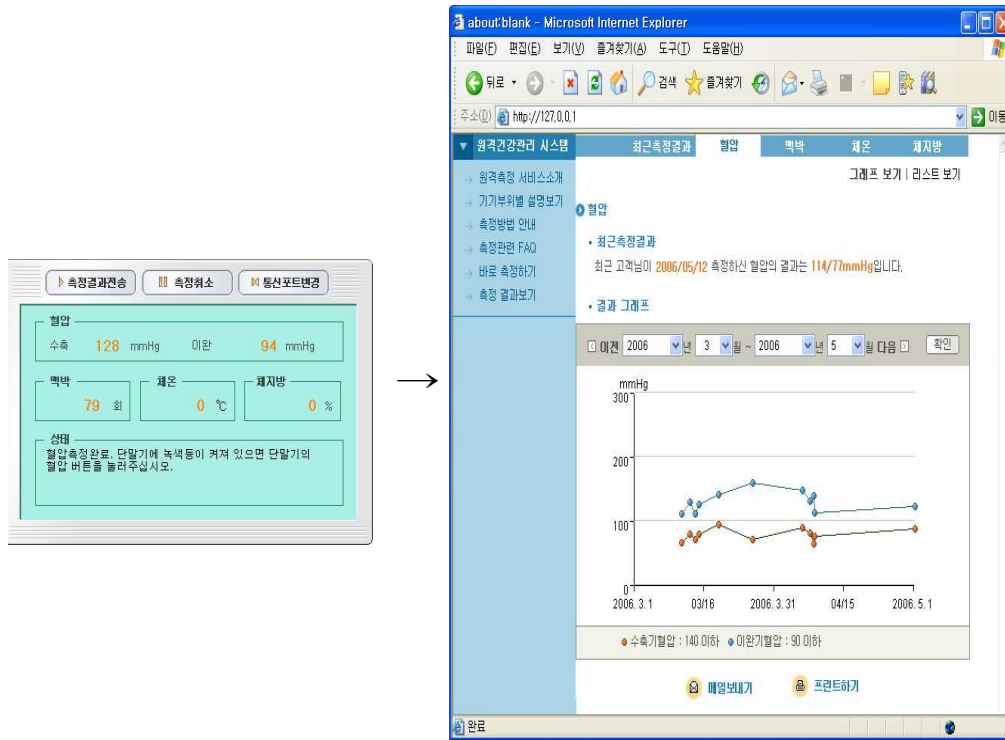 측정결과전송 측정취소 통신포트변경
혈압
수축 128 mmHg 이완 94 mmHg
맥박 체온 체지방
79 회 0 ℃ 0 %
상태
혈압측정완료. 단말기에 녹색등이 켜져 있으면 단말기의
혈압 버튼을 눌러주십시오.
about:blank - Microsoft Internet Explorer
파일(F) 편집(E) 보기(V) 즐겨찾기(A) 도구(T) 도움말(H)
뒤로 검색 즐겨찾기
주소(D) http://127.0.0.1 이동
원격건강관리 시스템
원격측정 서비스소개
기기부위별 설명보기
측정방법 안내
측정관련 FAQ
바로 측정하기
측정 결과보기
최근측정결과 혈압 맥박 체온 체지방
그래프 보기 | 리스트 보기
혈압
최근측정결과
최근 고객님이 2006/05/12 측정하신 혈압의 결과는 114/77mmHg입니다.
결과 그래프
이전 2006 년 3 월 ~ 2006 년 5 월 다음 확인
mmHg
300
200
100
0
2006. 3. 1 03/16 2006. 3. 31 04/15 2006. 5. 1
수축기혈압 : 140 이하 이완기혈압 : 90 이하
메일보내기 프린트하기
완료